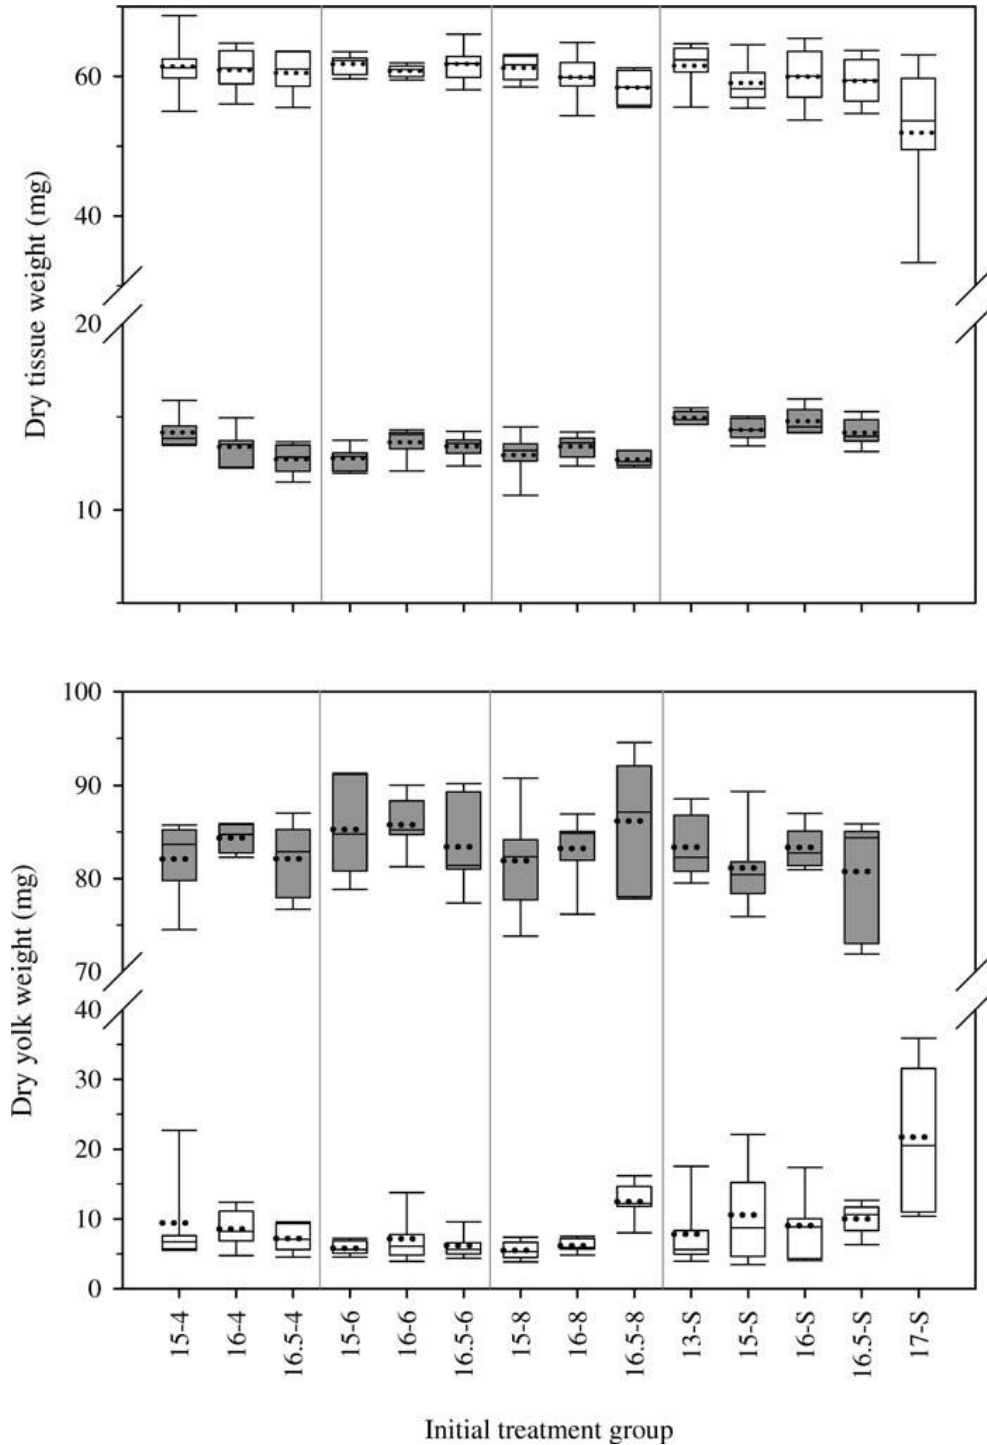 Dry tissue weight (mg)
60
40
20
10
Dry yolk weight (mg)
100
90
80
70
40
30
20
10
0
15-4
16-4
16.5-4
15-6
16-6
16.5-6
15-8
16-8
16.5-8
13-S
15-S
16-S
16.5-S
17-S
Initial treatment group